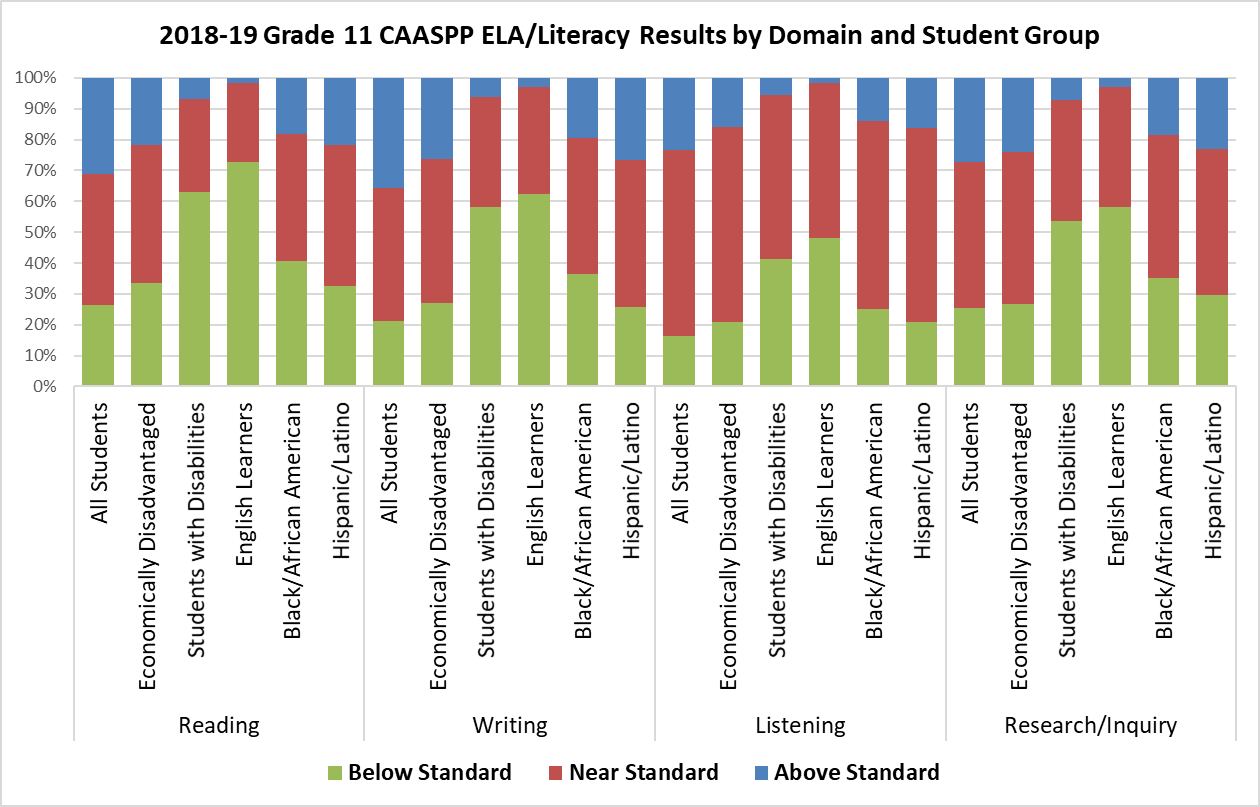 2018-19 Grade 11 CAASPP ELA/Literacy Results by Domain and Student Group
100%
90%
80%
70%
60%
50%
40%
30%
20%
10%
0%
All Students
Economically Disadvantaged
Students with Disabilities
English Learners
Black/African American
Hispanic/Latino
All Students
Economically Disadvantaged
Students with Disabilities
English Learners
Black/African American
Hispanic/Latino
All Students
Economically Disadvantaged
Students with Disabilities
English Learners
Black/African American
Hispanic/Latino
All Students
Economically Disadvantaged
Students with Disabilities
English Learners
Black/African American
Hispanic/Latino
Reading Writing Listening Research/Inquiry
Below Standard Near Standard Above Standard